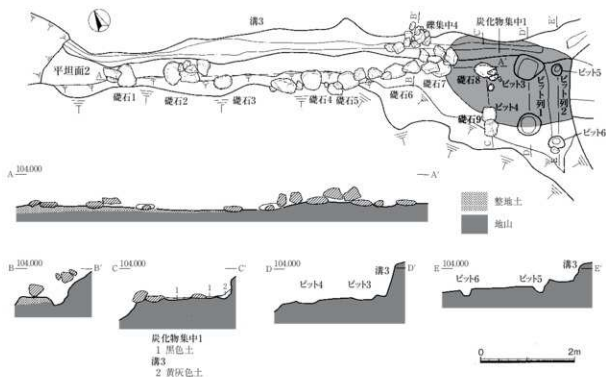 溝3
礫集中4
炭化物集中1
B'
D'
E'
平坦面2
A
礎石1
礎石2
礎石3
礎石4
礎石5
礎石6
礎石7
礎石8
礎石9
A'
ピット3
ピット4
ピット列1
ピット列2
ピット5
ピット6
B
C
D
A 104.000 A'
整地土
地山
B 104.000 B'
C 104.000 C'
1 1 2
D 104.000 D'
ピット4 ピット3 溝3
E 104.000 E'
ピット6 ピット5 溝3
炭化物集中1
1 黒色土
溝3
2 黄灰色土
0 2m